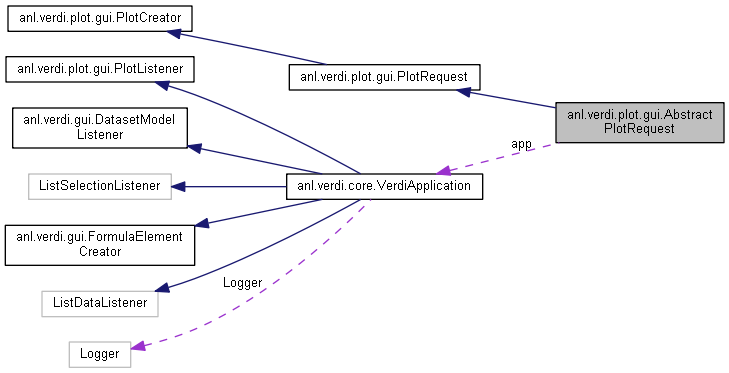 anl.verdi.plot.gui.PlotCreator
anl.verdi.plot.gui.PlotListener
anl.verdi.plot.gui.PlotRequest
anl.verdi.plot.gui.Abstract
PlotRequest
anl.verdi.gui.DatasetModel
Listener
app
ListSelectionListener
anl.verdi.core.VerdiApplication
anl.verdi.gui.FormulaElement
Creator
Logger
ListDataListener
Logger